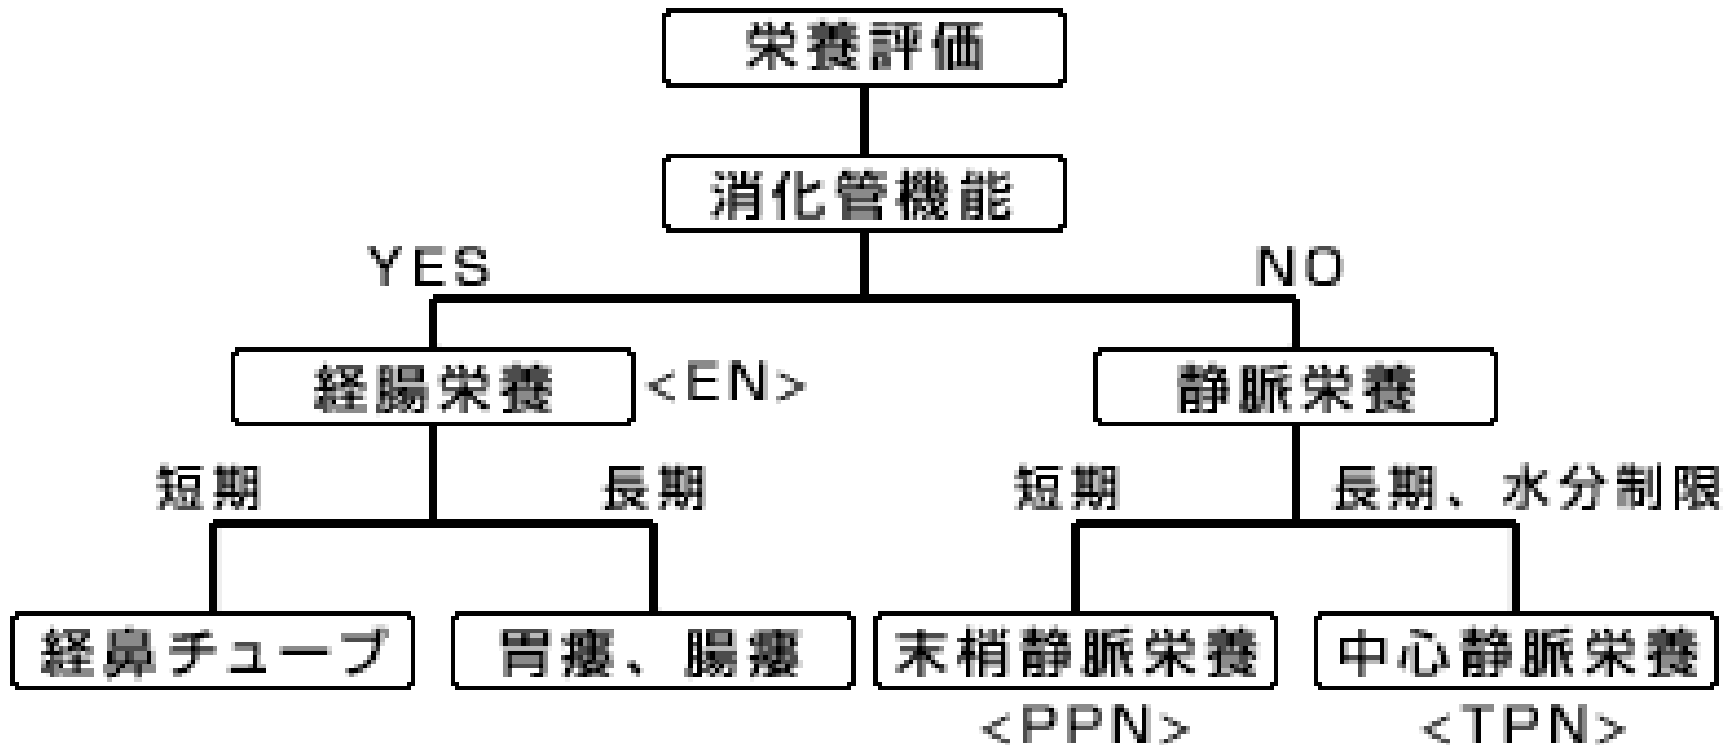 栄養評価
消化管機能
YES
NO
経腸栄養
<EN>
静脈栄養
短期
長期
短期
長期、水分制限
経鼻チューブ
胃瘻、腸瘻
末梢静脈栄養
中心静脈栄養
<PPN>
<TPN>